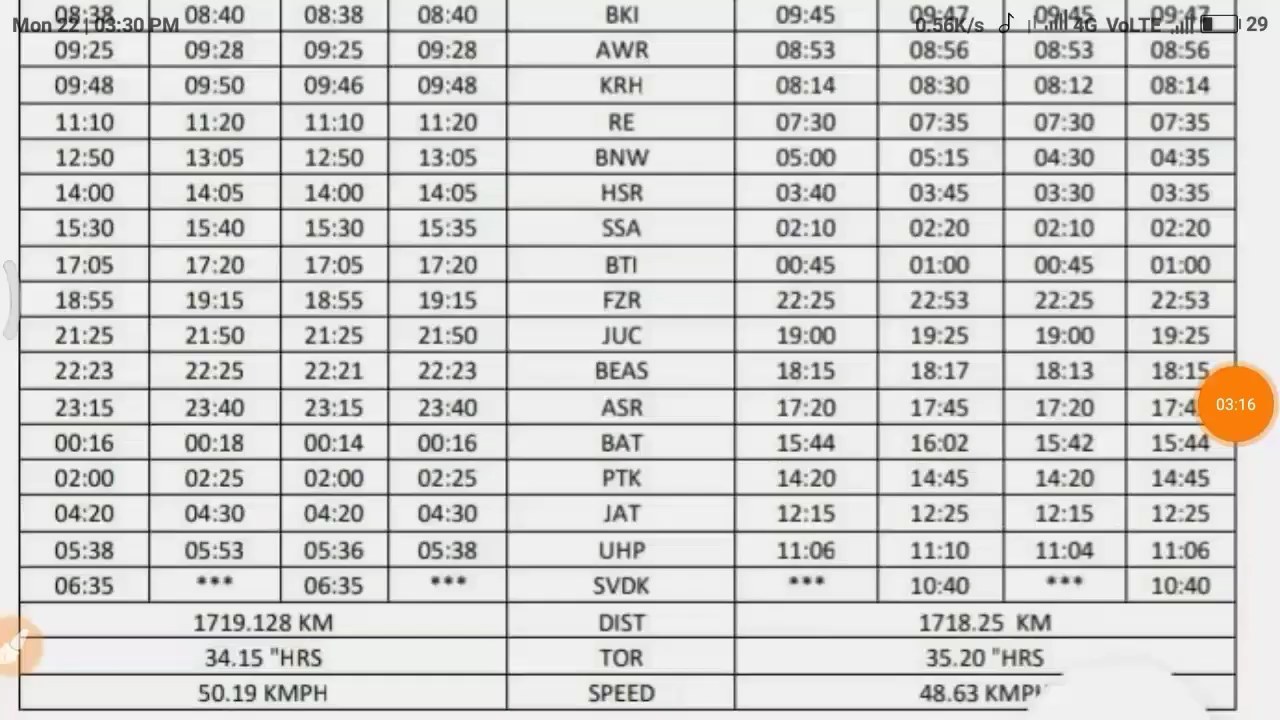 08:38 08:40 08:38 08:40 BKI 09:45 09:47 09:45 09:47
Mon 22 | 03:30 PM 0.56K/s 4G VoLTE 29
09:25 09:28 09:25 09:28 AWR 08:53 08:56 08:53 08:56
09:48 09:50 09:46 09:48 KRH 08:14 08:30 08:12 08:14
11:10 11:20 11:10 11:20 RE 07:30 07:35 07:30 07:35
12:50 13:05 12:50 13:05 BNW 05:00 05:15 04:30 04:35
14:00 14:05 14:00 14:05 HSR 03:40 03:45 03:30 03:35
15:30 15:40 15:30 15:35 SSA 02:10 02:20 02:10 02:20
17:05 17:20 17:05 17:20 BTI 00:45 01:00 00:45 01:00
18:55 19:15 18:55 19:15 FZR 22:25 22:53 22:25 22:53
21:25 21:50 21:25 21:50 JUC 19:00 19:25 19:00 19:25
22:23 22:25 22:21 22:23 BEAS 18:15 18:17 18:13 18:15
23:15 23:40 23:15 23:40 ASR 17:20 17:45 17:20 17:4
03:16
00:16 00:18 00:14 00:16 BAT 15:44 16:02 15:42 15:44
02:00 02:25 02:00 02:25 PTK 14:20 14:45 14:20 14:45
04:20 04:30 04:20 04:30 JAT 12:15 12:25 12:15 12:25
05:38 05:53 05:36 05:38 UHP 11:06 11:10 11:04 11:06
06:35 *** 06:35 *** SVDK *** 10:40 *** 10:40
1719.128 KM DIST 1718.25 KM
34.15 "HRS TOR 35.20 "HRS
50.19 KMPH SPEED 48.63 KMPH